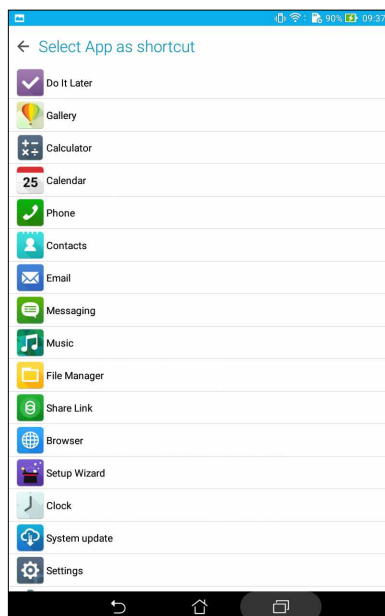 90% 09:37
Select App as shortcut
Do It Later
Gallery
Calculator
25 Calendar
Phone
Contacts
Email
Messaging
Music
File Manager
Share Link
Browser
Setup Wizard
Clock
System update
Settings